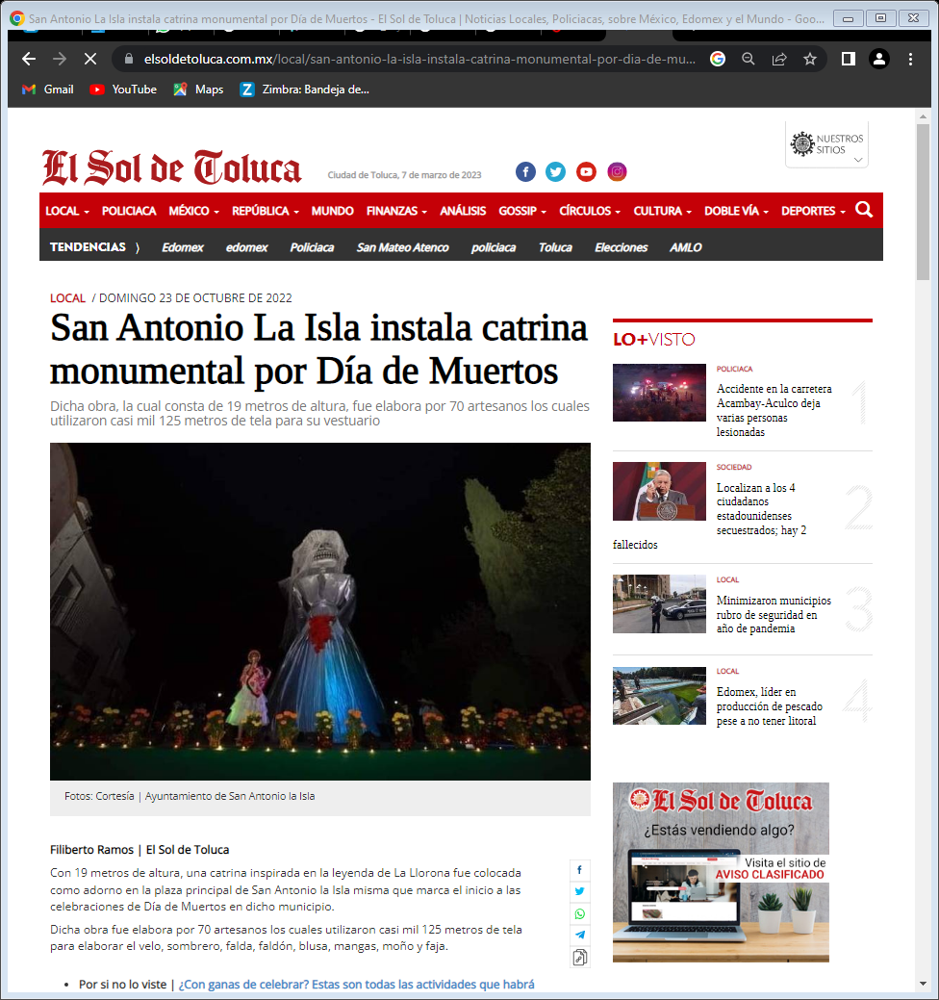 San Antonio La Isla instala catrina monumental por Día de Muertos - El Sol de Toluca | Noticias Locales, Policiacas, sobre México, Edomex y el Mundo - Goo...
elsoldetoluca.com.mx/local/san-antonio-la-isla-instala-catrina-monumental-por-dia-de-mu...
Gmail YouTube Maps Zimbra: Bandeja de...
NUESTROS
SITIOS
El Sol de Toluca
Ciudad de Toluca, 7 de marzo de 2023
LOCAL POLICIACA MÉXICO REPÚBLICA MUNDO FINANZAS ANÁLISIS GOSSIP CÍRCULOS CULTURA DOBLE VÍA DEPORTES
TENDENCIAS ⟩ Edomex edomex Policiaca San Mateo Atenco policiaca Toluca Elecciones AMLO
LOCAL / DOMINGO 23 DE OCTUBRE DE 2022
San Antonio La Isla instala catrina
monumental por Día de Muertos
Dicha obra, la cual consta de 19 metros de altura, fue elabora por 70 artesanos los cuales
utilizaron casi mil 125 metros de tela para su vestuario
Fotos: Cortesía | Ayuntamiento de San Antonio la Isla
Filiberto Ramos | El Sol de Toluca
Con 19 metros de altura, una catrina inspirada en la leyenda de La Llorona fue colocada
como adorno en la plaza principal de San Antonio la Isla misma que marca el inicio a las
celebraciones de Día de Muertos en dicho municipio.
Dicha obra fue elabora por 70 artesanos los cuales utilizaron casi mil 125 metros de tela
para elaborar el velo, sombrero, falda, faldón, blusa, mangas, moño y faja.
• Por si no lo viste | ¿Con ganas de celebrar? Estas son todas las actividades que habrá
LO+VISTO
POLICIACA
Accidente en la carretera
Acambay-Aculco deja
varias personas
lesionadas
1
SOCIEDAD
Localizan a los 4
ciudadanos
estadounidenses
secuestrados; hay 2
fallecidos
2
LOCAL
Minimizaron municipios
rubro de seguridad en
año de pandemia
3
LOCAL
Edomex, líder en
producción de pescado
pese a no tener litoral
4
El Sol de Toluca
¿Estás vendiendo algo?
Visita el sitio de
AVISO CLASIFICADO